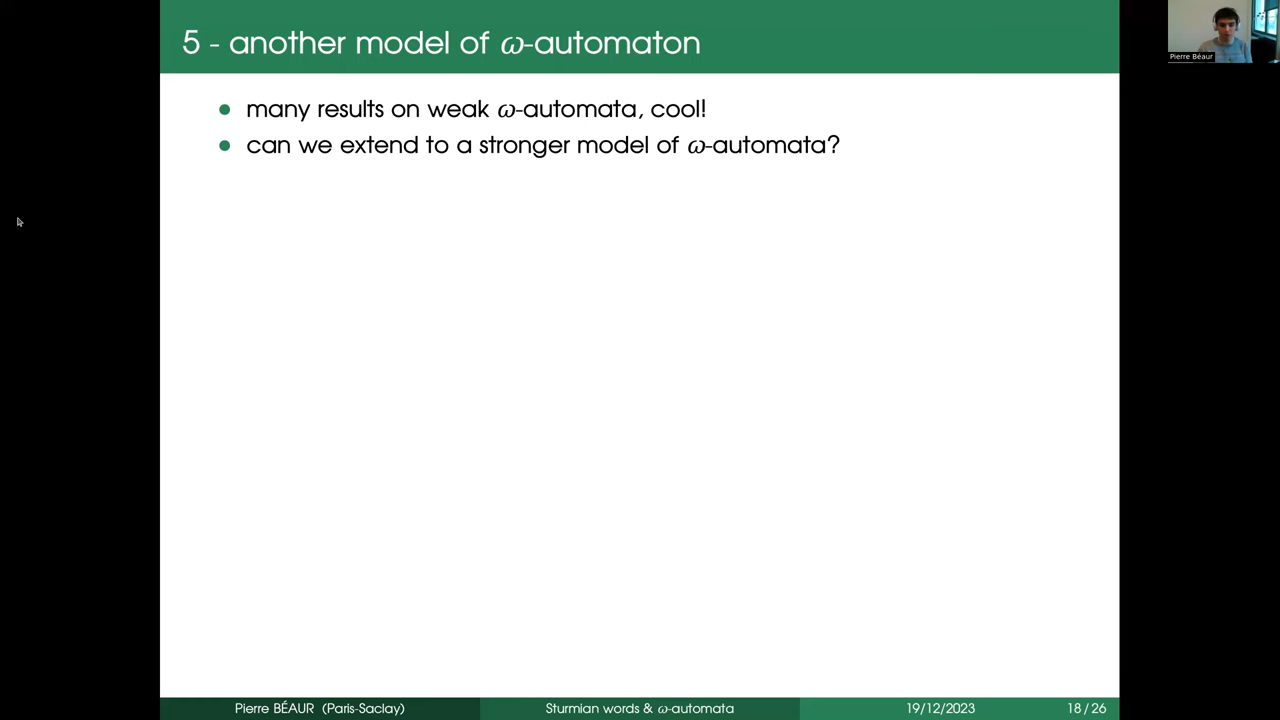 5 - another model of ω-automaton
Pierre Béaur
many results on weak ω-automata, cool!
can we extend to a stronger model of ω-automata?
Pierre BÉAUR (Paris-Saclay)
Sturmian words & ω-automata
19/12/2023
18 / 26